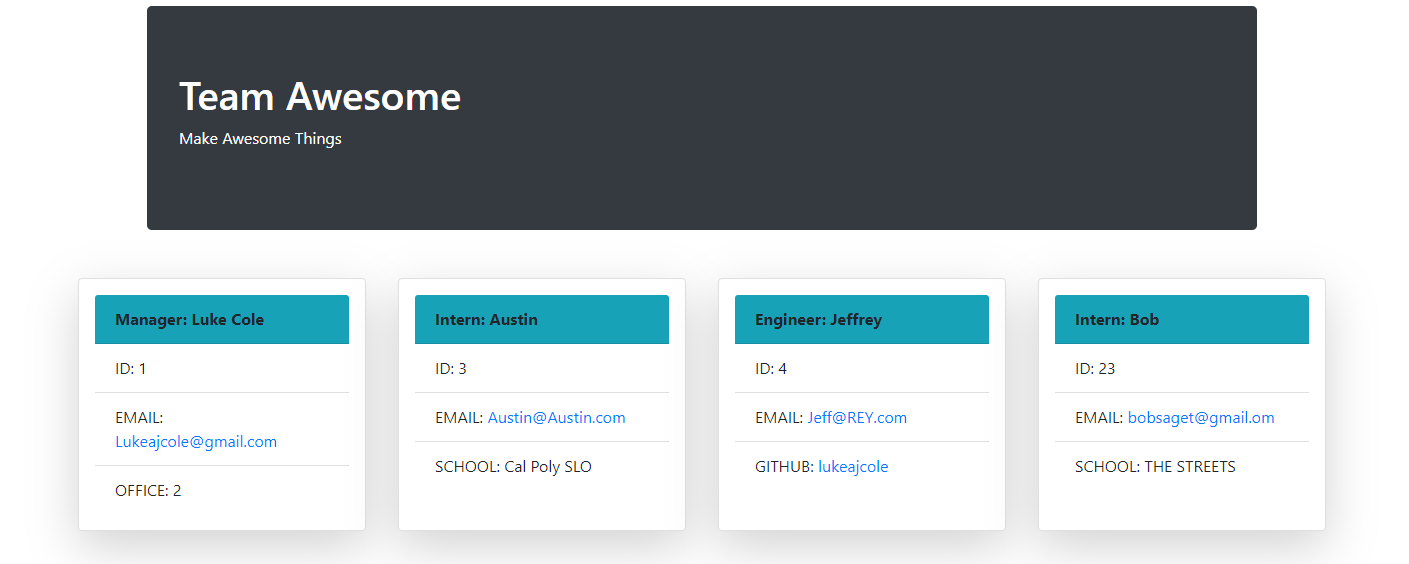 Team Awesome
Make Awesome Things
Manager: Luke Cole
ID: 1
EMAIL:
Lukeajcole@gmail.com
OFFICE: 2
Intern: Austin
ID: 3
EMAIL: Austin@Austin.com
SCHOOL: Cal Poly SLO
Engineer: Jeffrey
ID: 4
EMAIL: Jeff@REY.com
GITHUB: lukeajcole
Intern: Bob
ID: 23
EMAIL: bobsaget@gmail.om
SCHOOL: THE STREETS